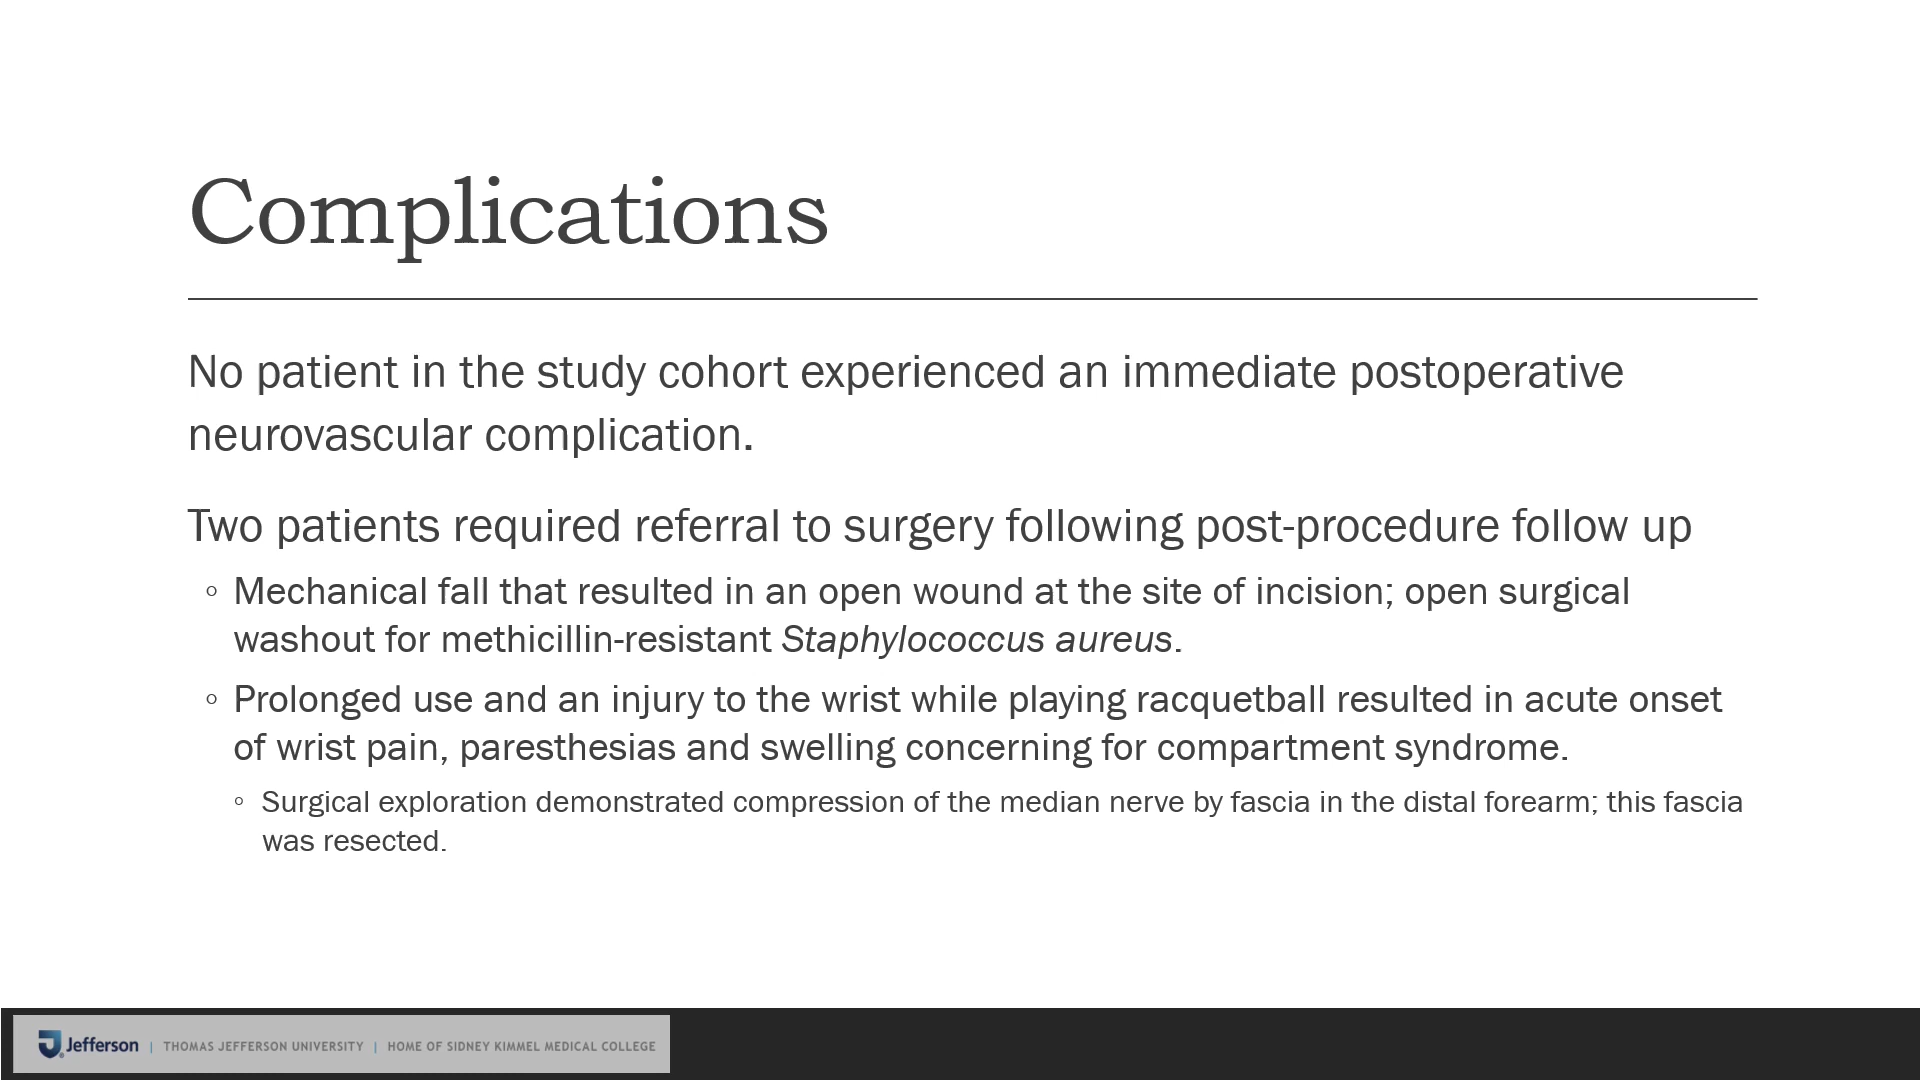 Complications
No patient in the study cohort experienced an immediate postoperative
neurovascular complication.
Two patients required referral to surgery following post-procedure follow up
◦ Mechanical fall that resulted in an open wound at the site of incision; open surgical
washout for methicillin-resistant Staphylococcus aureus.
◦ Prolonged use and an injury to the wrist while playing racquetball resulted in acute onset
of wrist pain, paresthesias and swelling concerning for compartment syndrome.
◦ Surgical exploration demonstrated compression of the median nerve by fascia in the distal forearm; this fascia
was resected.
Jefferson | THOMAS JEFFERSON UNIVERSITY | HOME OF SIDNEY KIMMEL MEDICAL COLLEGE